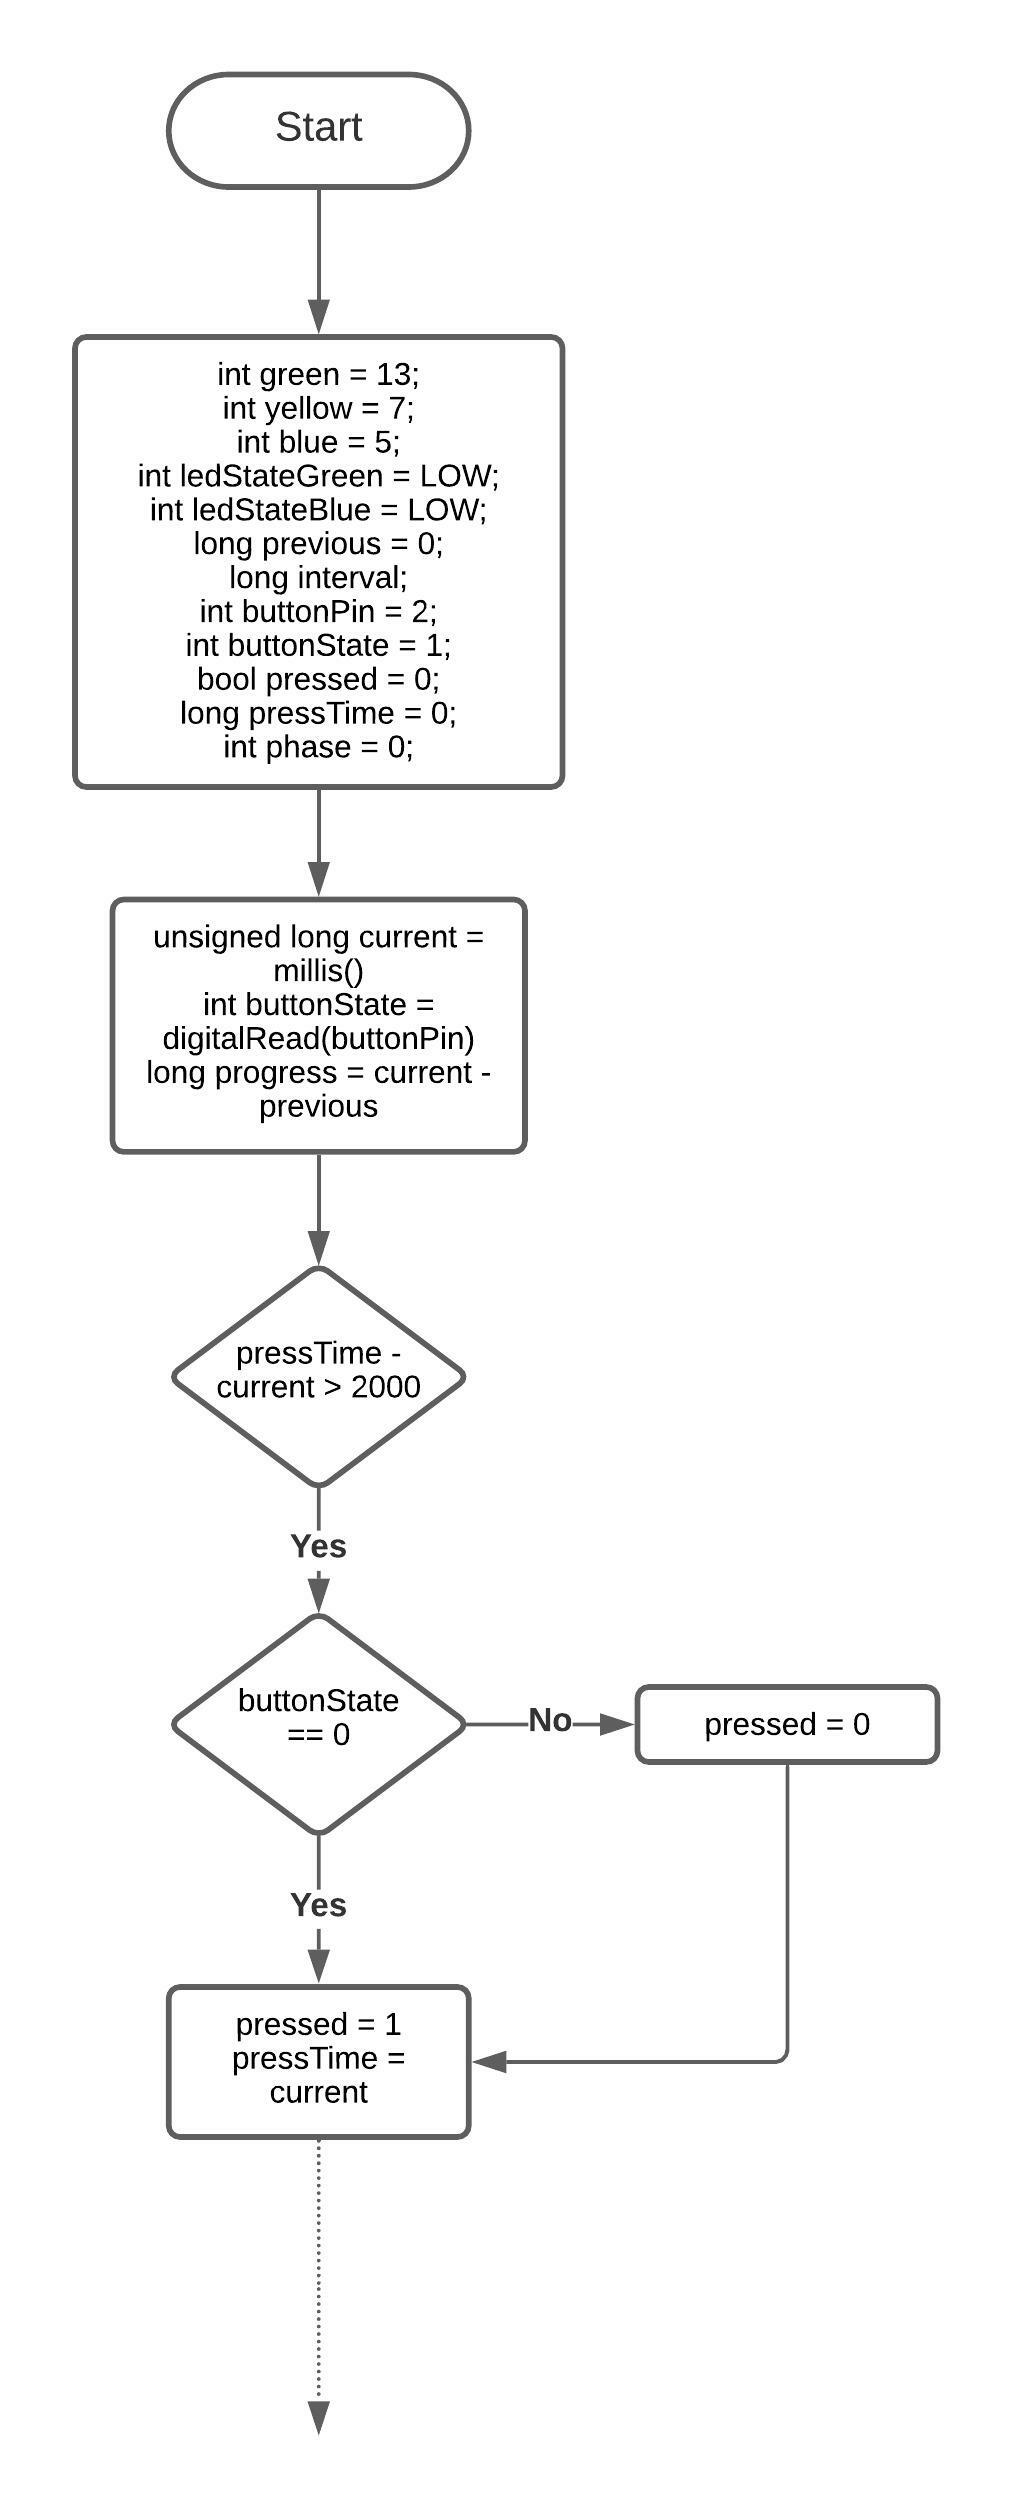 Start
int green = 13;
int yellow = 7;
int blue = 5;
int ledStateGreen = LOW;
int ledStateBlue = LOW;
long previous = 0;
long interval;
int buttonPin = 2;
int buttonState = 1;
bool pressed = 0;
long pressTime = 0;
int phase = 0;
unsigned long current =
millis()
int buttonState =
digitalRead(buttonPin)
long progress = current -
previous
pressTime -
current > 2000
Yes
buttonState
== 0
No
pressed = 0
Yes
pressed = 1
pressTime =
current